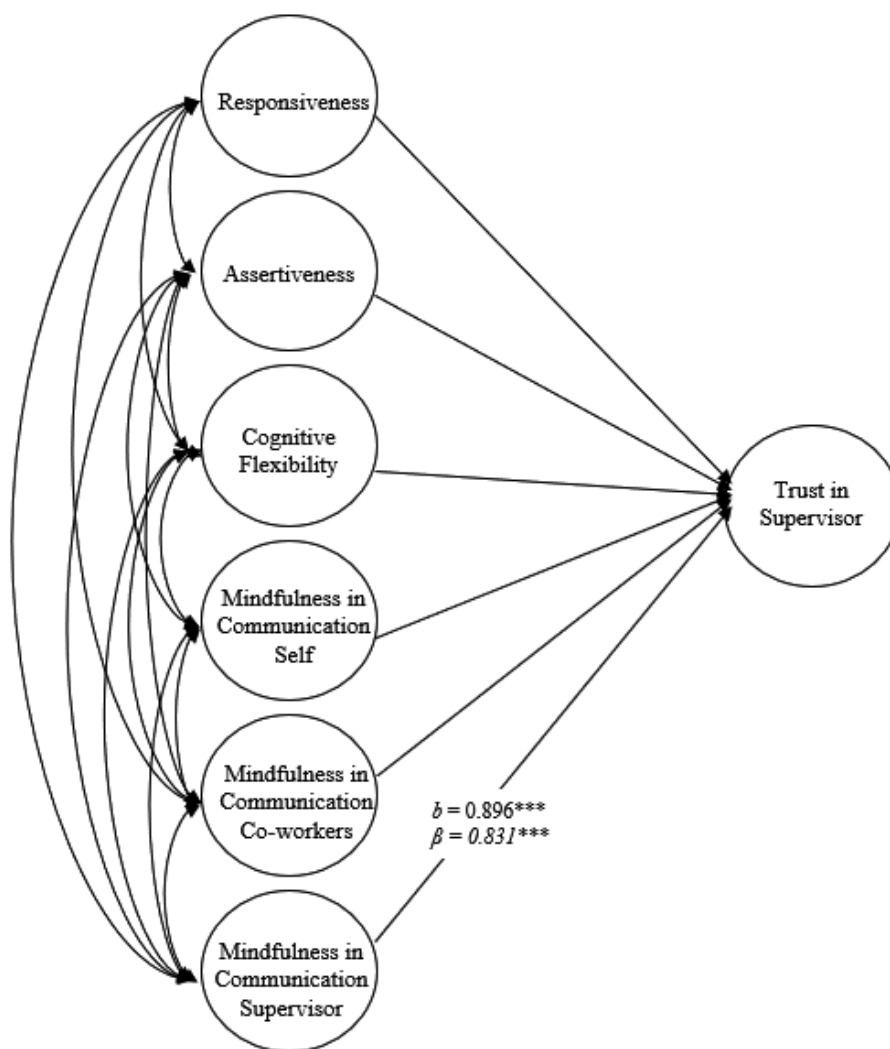 Responsiveness
Assertiveness
Cognitive
Flexibility
Trust in
Supervisor
Mindfulness in
Communication
Self
Mindfulness in
Communication
Co-workers
b = 0.896***
β = 0.831***
Mindfulness in
Communication
Supervisor